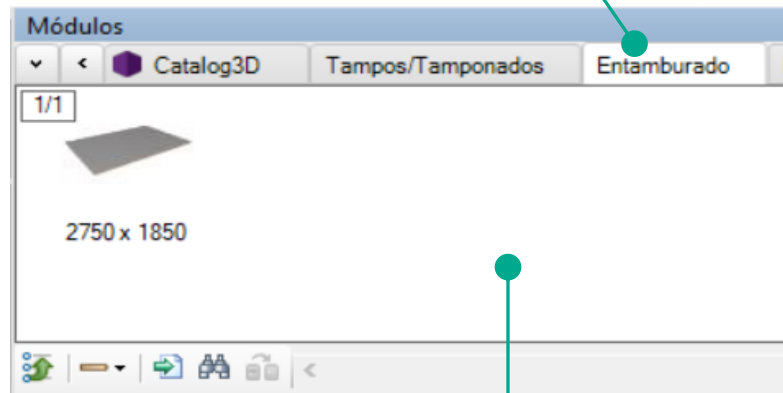 Módulos
Catalog3D
Tampos/Tamponados
Entamburado
1/1
2750 x 1850